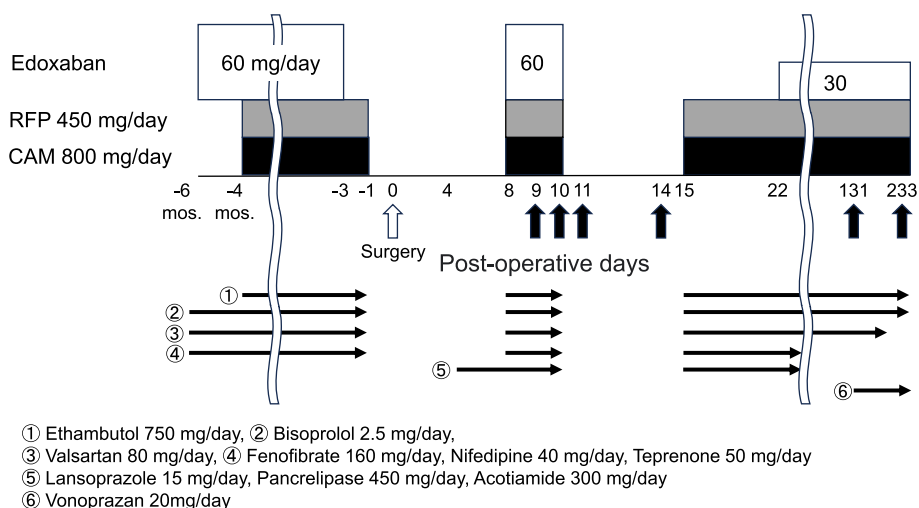 Edoxaban
60 mg/day
60
30
RFP 450 mg/day
CAM 800 mg/day
-6 -4 -3 -1 0 4 8 9 10 11 14 15 22 131 233
mos. mos.
Surgery
Post-operative days
①
②
③
④
⑤
⑥
① Ethambutol 750 mg/day, ② Bisoprolol 2.5 mg/day,
③ Valsartan 80 mg/day, ④ Fenofibrate 160 mg/day, Nifedipine 40 mg/day, Teprenone 50 mg/day
⑤ Lansoprazole 15 mg/day, Pancrelipase 450 mg/day, Acotiamide 300 mg/day
⑥ Vonoprazan 20mg/day